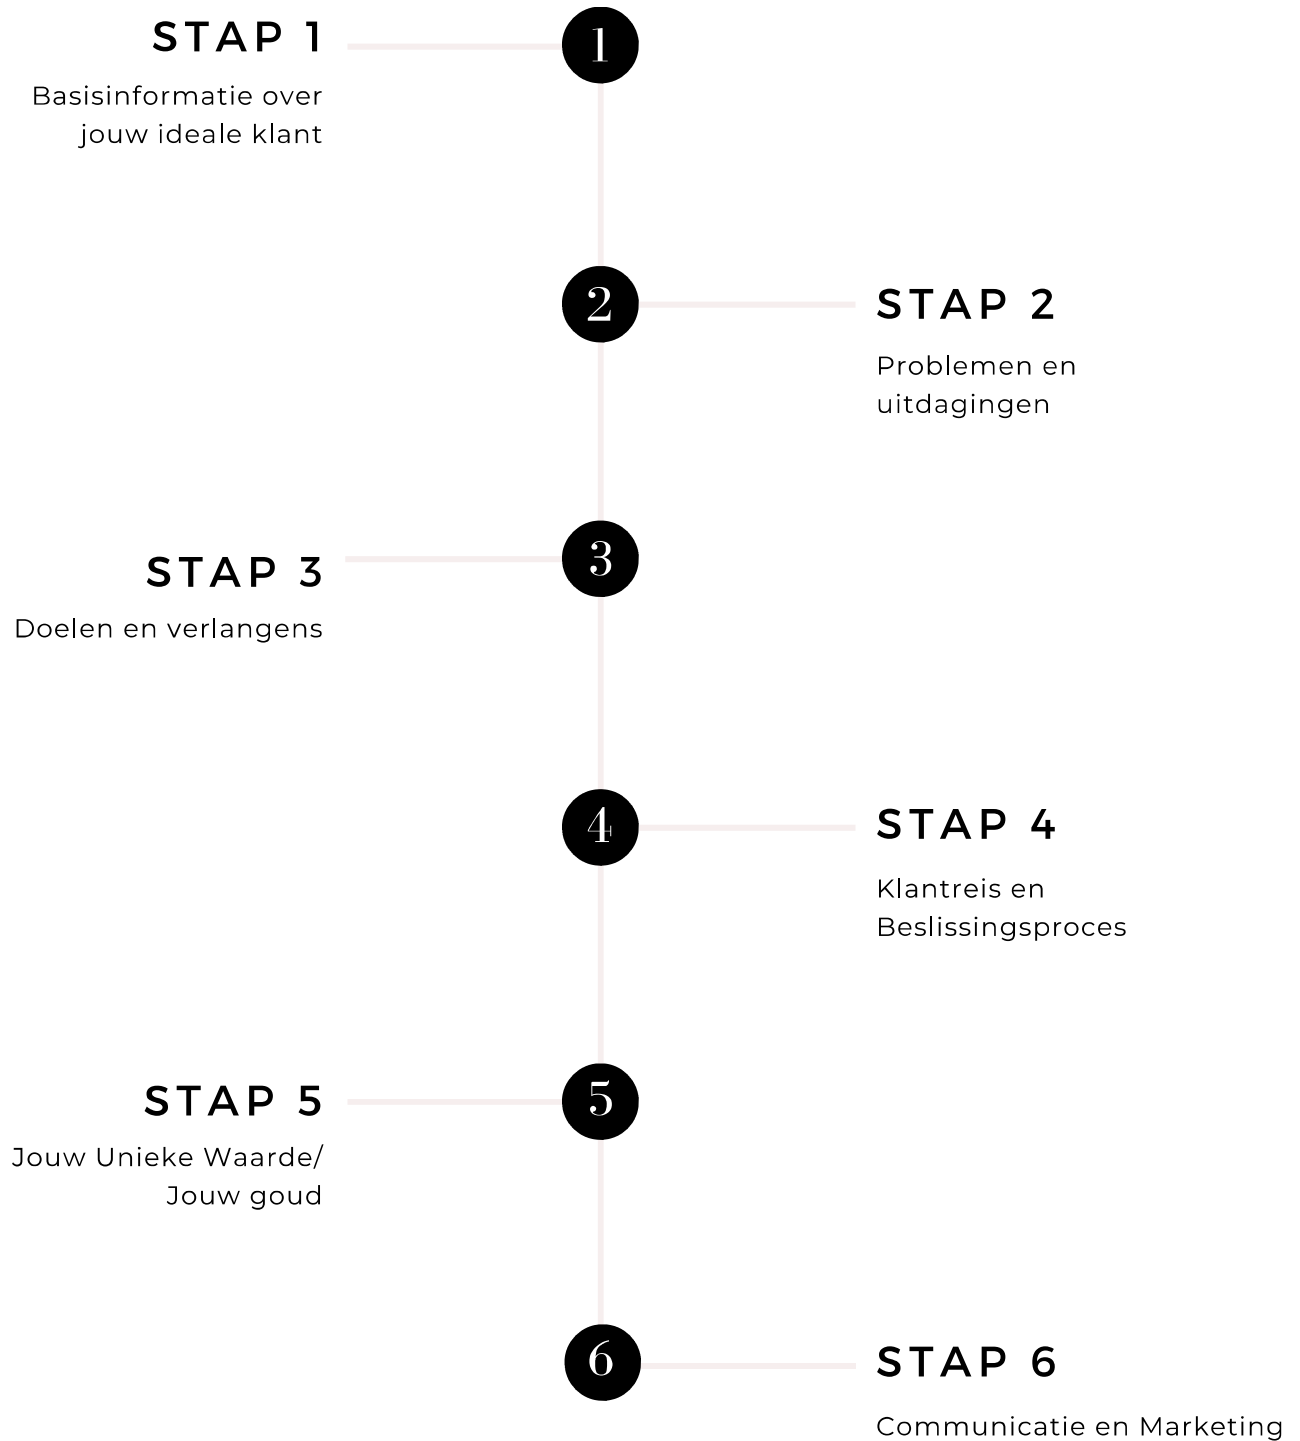 STAP 1
1
Basisinformatie over
jouw ideale klant
2
STAP 2
Problemen en
uitdagingen
3
STAP 3
Doelen en verlangens
4
STAP 4
Klantreis en
Beslissingsproces
5
STAP 5
Jouw Unieke Waarde/
Jouw goud
6
STAP 6
Communicatie en Marketing